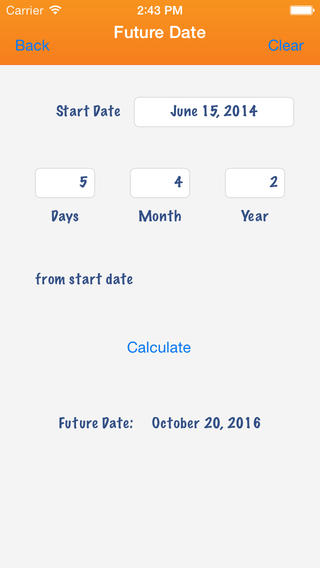 Carrier 2:43 PM
Future Date
Back Clear
Start Date June 15, 2014
5 4 2
Days Month Year
from start date
Calculate
Future Date: October 20, 2016